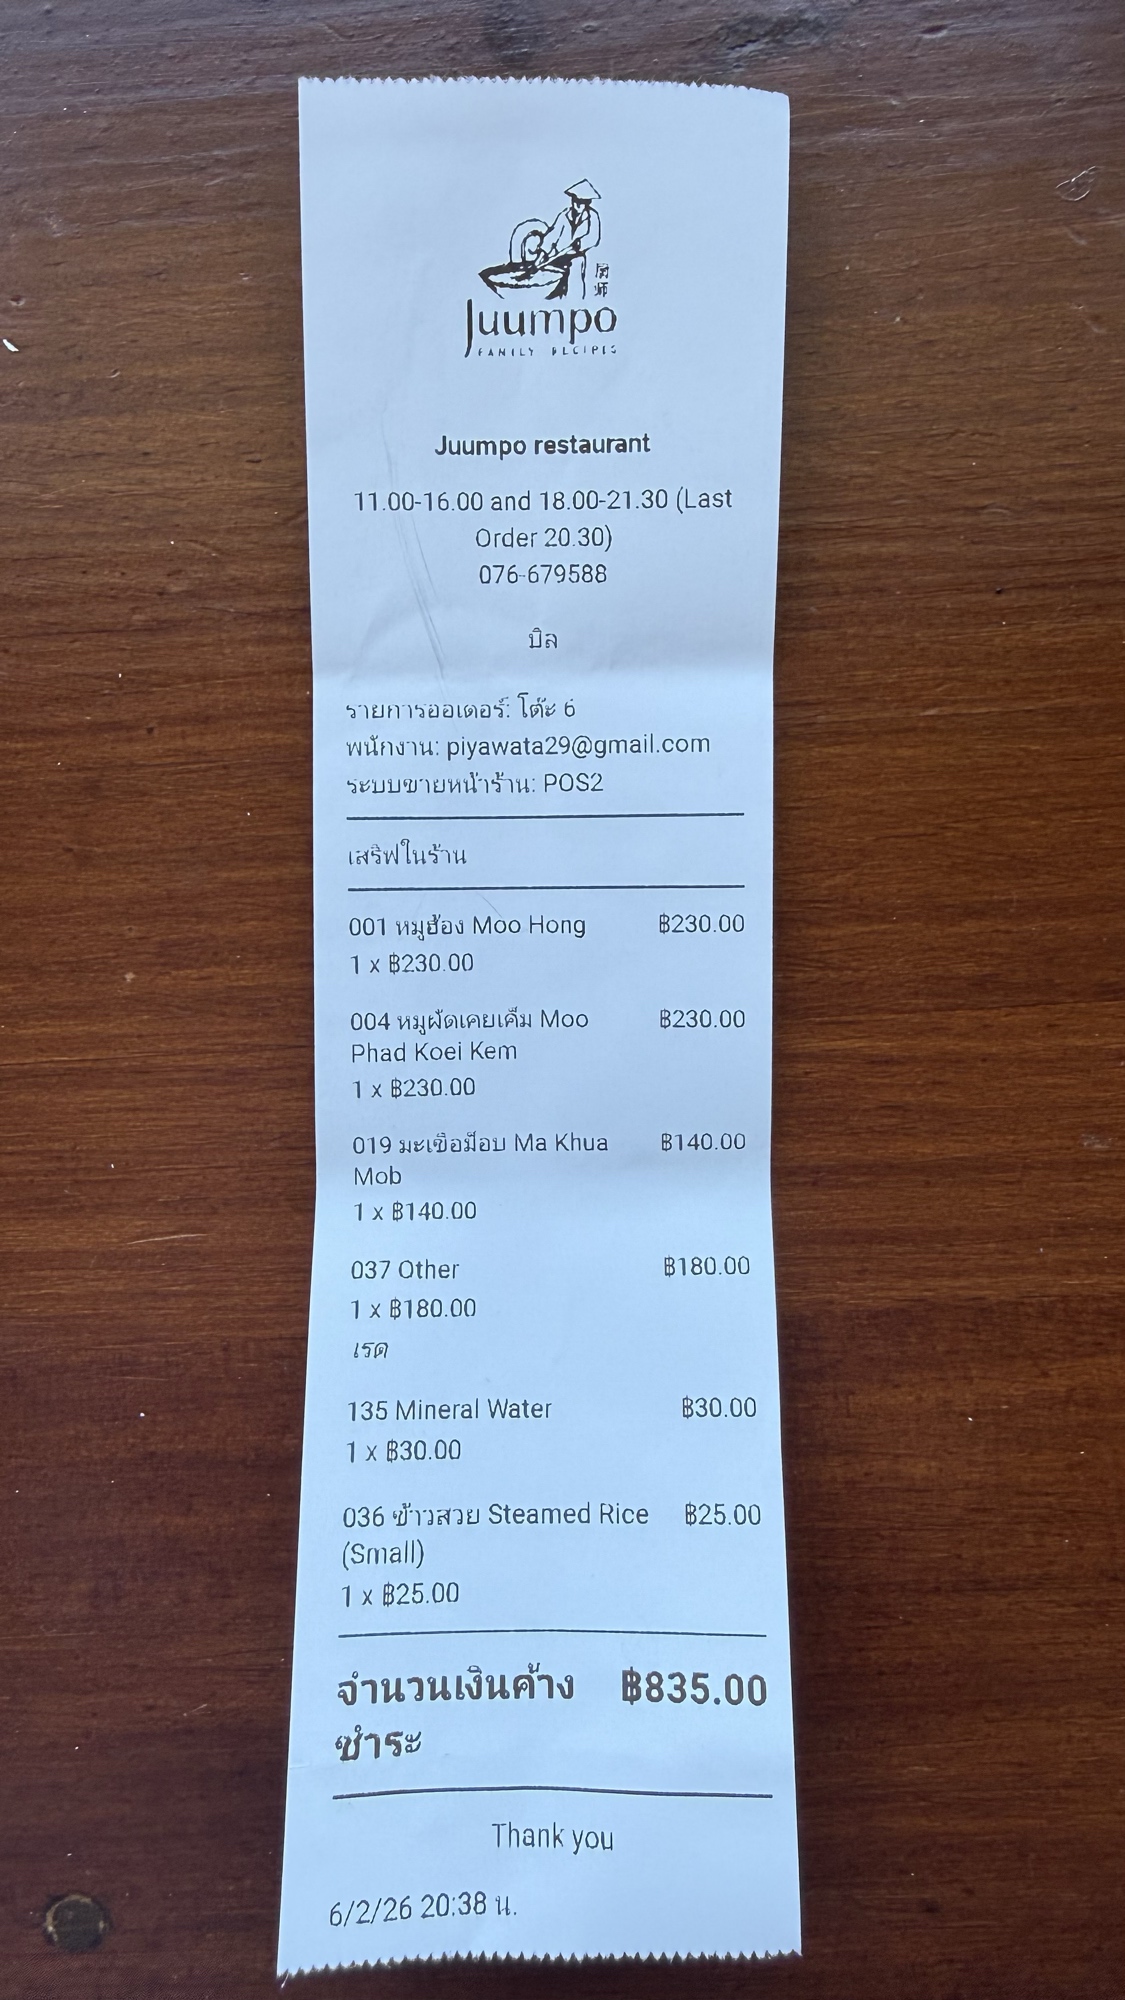 厨
师
Juumpo
FAMILY RECIPES
Juumpo restaurant
11.00-16.00 and 18.00-21.30 (Last
Order 20.30)
076-679588
บิล
รายการออเดอร์: โต๊ะ 6
พนักงาน: piyawata29@gmail.com
ระบบขายหน้าร้าน: POS2
เสริฟในร้าน
001 หมูฮ้อง Moo Hong ฿230.00
1 x ฿230.00
004 หมูผัดเคยเค็ม Moo ฿230.00
Phad Koei Kem
1 x ฿230.00
019 มะเขือม็อบ Ma Khua ฿140.00
Mob
1 x ฿140.00
037 Other ฿180.00
1 x ฿180.00
เรด
135 Mineral Water ฿30.00
1 x ฿30.00
036 ข้าวสวย Steamed Rice ฿25.00
(Small)
1 x ฿25.00
จำนวนเงินค้าง ฿835.00
ชำระ
Thank you
6/2/26 20:38 น.